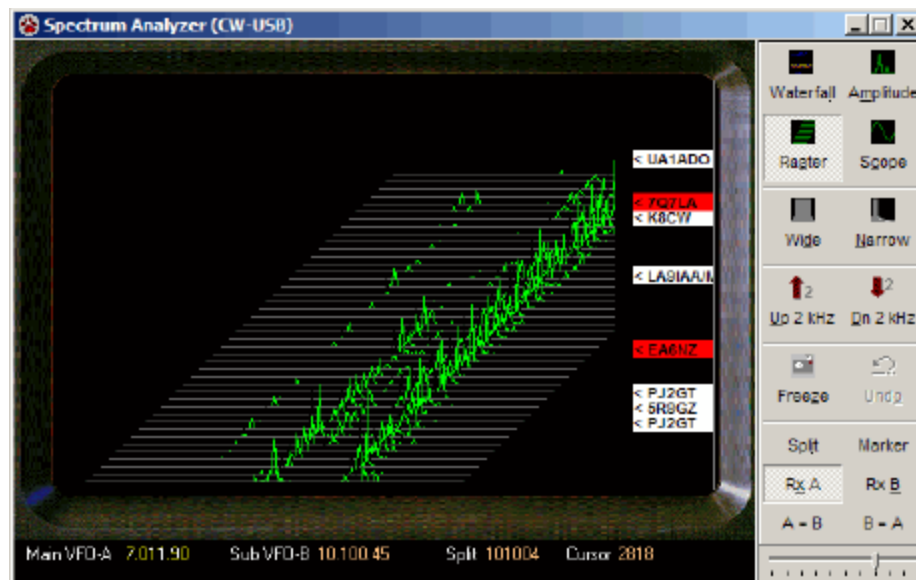 Spectrum Analyzer (CW-USB)
Waterfall Amplitude
< UA1ADO
Raster Scope
< 7Q7LA
< K8CW
Wide Narrow
< LA9IAA/M
Up 2 kHz Dn 2 kHz
< EA6NZ
Freeze Undo
< PJ2GT
< 5R8GZ
< PJ2GT
Split Marker
Rx A Rx B
A = B B = A
Main VFO-A 7.011.90 Sub VFO-B 10.100.45 Split 101004 Cursor 2818